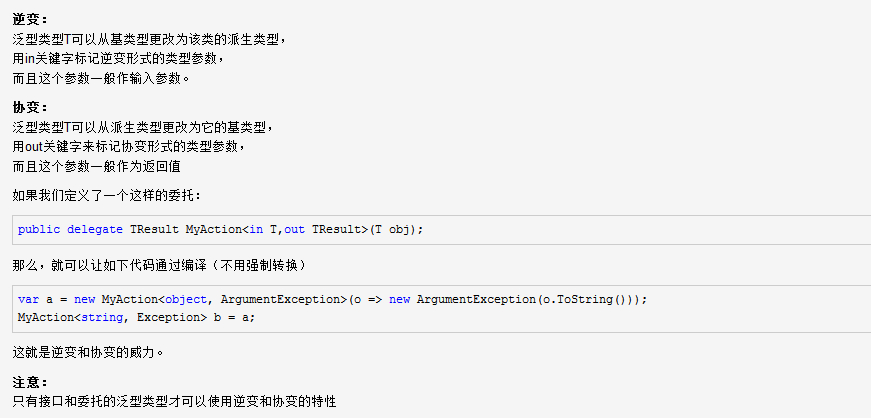 逆变：
泛型类型T可以从基类型更改为该类的派生类型，
用in关键字标记逆变形式的类型参数，
而且这个参数一般作输入参数。
协变：
泛型类型T可以从派生类型更改为它的基类型，
用out关键字来标记协变形式的类型参数，
而且这个参数一般作为返回值
如果我们定义了一个这样的委托：
public delegate TResult MyAction<in T,out TResult>(T obj);
那么，就可以让如下代码通过编译（不用强制转换）
var a = new MyAction<object, ArgumentException>(o => new ArgumentException(o.ToString()));
MyAction<string, Exception> b = a;
这就是逆变和协变的威力。
注意：
只有接口和委托的泛型类型才可以使用逆变和协变的特性